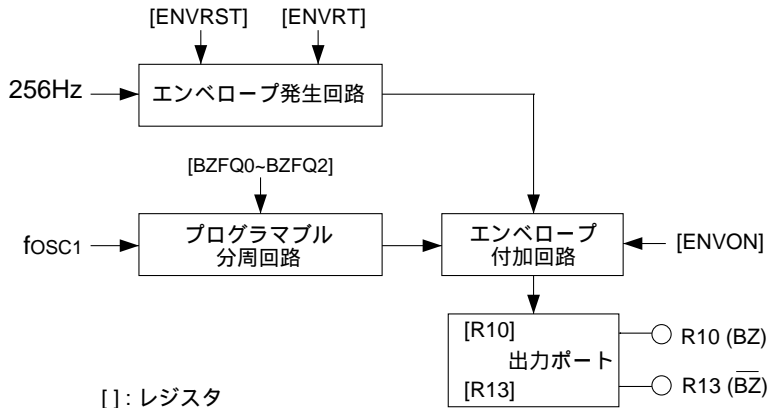 [ENVRST] [ENVRT]
256Hz
エンベロープ発生回路
[BZFQ0~BZFQ2]
fOSC1
プログラマブル
分周回路
エンベロープ
付加回路
[ENVON]
[R10]
R10 (BZ)
出力ポート
[R13]
R13 (B̅Z̅)
[ ] : レジスタ